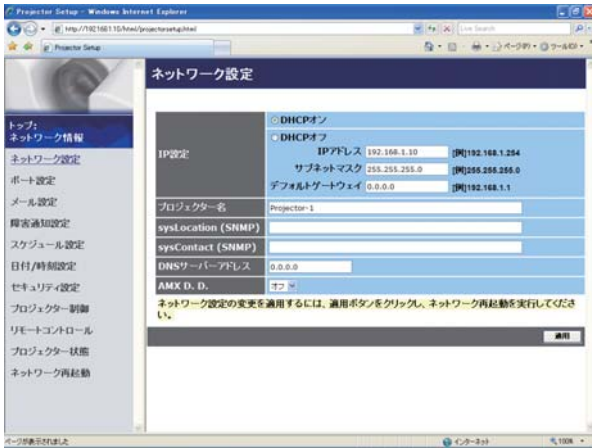 Projector Setup - Windows Internet Explorer
Live Search
Projector Setup
ネットワーク設定
トップ:
ネットワーク情報
ネットワーク設定
ポート設定
メール設定
障害通知設定
スケジュール設定
日付/時刻設定
セキュリティ設定
プロジェクター制御
リモートコントロール
プロジェクター状態
ネットワーク再起動
IP設定
DHCPオン
DHCPオフ
IPアドレス 192.168.1.10 [例]192.168.1.254
サブネットマスク 255.255.255.0 [例]255.255.255.0
デフォルトゲートウェイ 0.0.0.0 [例]192.168.1.1
プロジェクター名 Projector-1
sysLocation (SNMP)
sysContact (SNMP)
DNSサーバーアドレス 0.0.0.0
AMX D. D. オフ
ネットワーク設定の変更を適用するには、適用ボタンをクリックし、ネットワーク再起動を実行してくださ
い。
適用
ページが表示されました
インターネット
100%